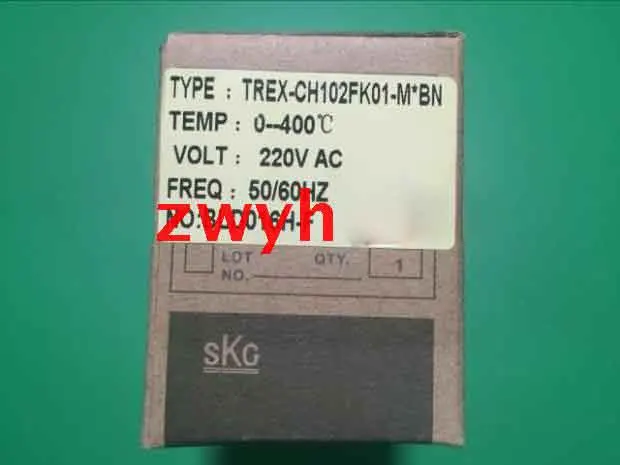 TYPE : TREX-CH102FK01-M*BN
TEMP : 0--400℃
VOLT : 220V AC
FREQ : 50/60HZ
zwyh
LOT QTY.
NO. 1
sKG